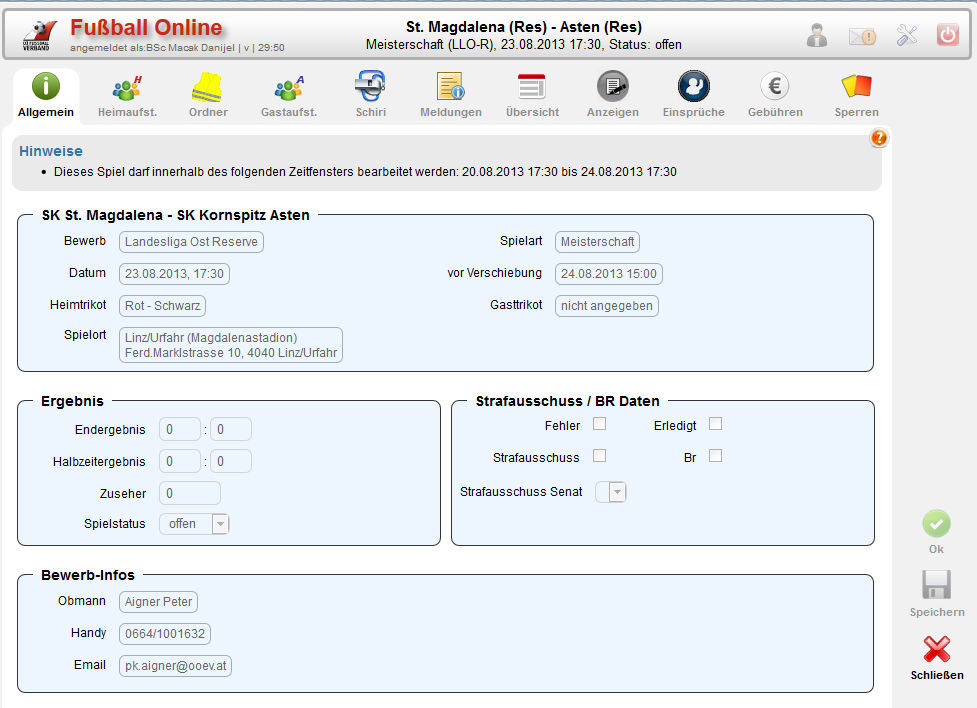 Fußball Online
angemeldet als:BSc Macak Danijel | v | 29:50
St. Magdalena (Res) - Asten (Res)
Meisterschaft (LLO-R), 23.08.2013 17:30, Status: offen
Allgemein
Heimaufst.
Ordner
Gastaufst.
Schiri
Meldungen
Übersicht
Anzeigen
Einsprüche
Gebühren
Sperren
Hinweise
• Dieses Spiel darf innerhalb des folgenden Zeitfensters bearbeitet werden: 20.08.2013 17:30 bis 24.08.2013 17:30
SK St. Magdalena - SK Kornspitz Asten
Bewerb Landesliga Ost Reserve
Spielart Meisterschaft
Datum 23.08.2013, 17:30
vor Verschiebung 24.08.2013 15:00
Heimtrikot Rot - Schwarz
Gasttrikot nicht angegeben
Spielort Linz/Urfahr (Magdalenastadion)
Ferd.Marklstrasse 10, 4040 Linz/Urfahr
Ergebnis
Endergebnis 0 : 0
Halbzeitergebnis 0 : 0
Zuseher 0
Spielstatus offen
Strafausschuss / BR Daten
Fehler
Erledigt
Strafausschuss
Br
Strafausschuss Senat
Bewerb-Infos
Obmann Aigner Peter
Handy 0664/1001632
Email pk.aigner@ooev.at
Ok
Speichern
Schließen